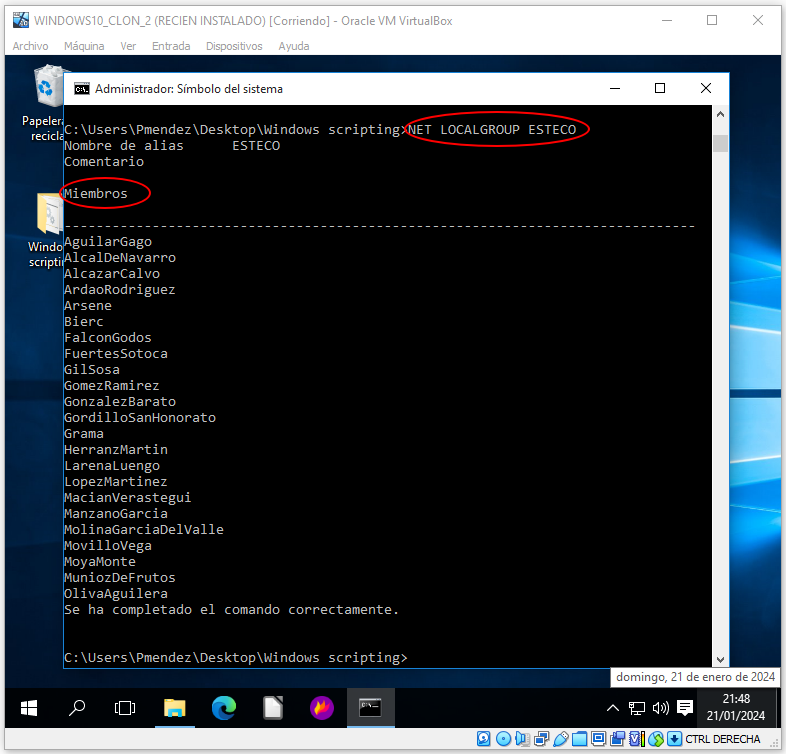 WINDOWS10_CLON_2 (RECIEN INSTALADO) [Corriendo] - Oracle VM VirtualBox
Archivo Máquina Ver Entrada Dispositivos Ayuda
Papelera
recicla
Windo
scriptin
Administrador: Símbolo del sistema
C:\Users\Pmendez\Desktop\Windows scripting>NET LOCALGROUP ESTECO
Nombre de alias ESTECO
Comentario
Miembros
-------------------------------------------------------------------------------
AguilarGago
AlcalDeNavarro
AlcazarCalvo
ArdaoRodriguez
Arsene
Bierc
FalconGodos
FuertesSotoca
GilSosa
GomezRamirez
GonzalezBarato
GordilloSanHonorato
Grama
HerranzMartin
LarenaLuengo
LopezMartinez
MacianVerastegui
ManzanoGarcia
MolinaGarciaDelValle
MovilloVega
MoyaMonte
MuniozDeFrutos
OlivaAguilera
Se ha completado el comando correctamente.
C:\Users\Pmendez\Desktop\Windows scripting>
domingo, 21 de enero de 2024
21:48
21/01/2024
CTRL DERECHA